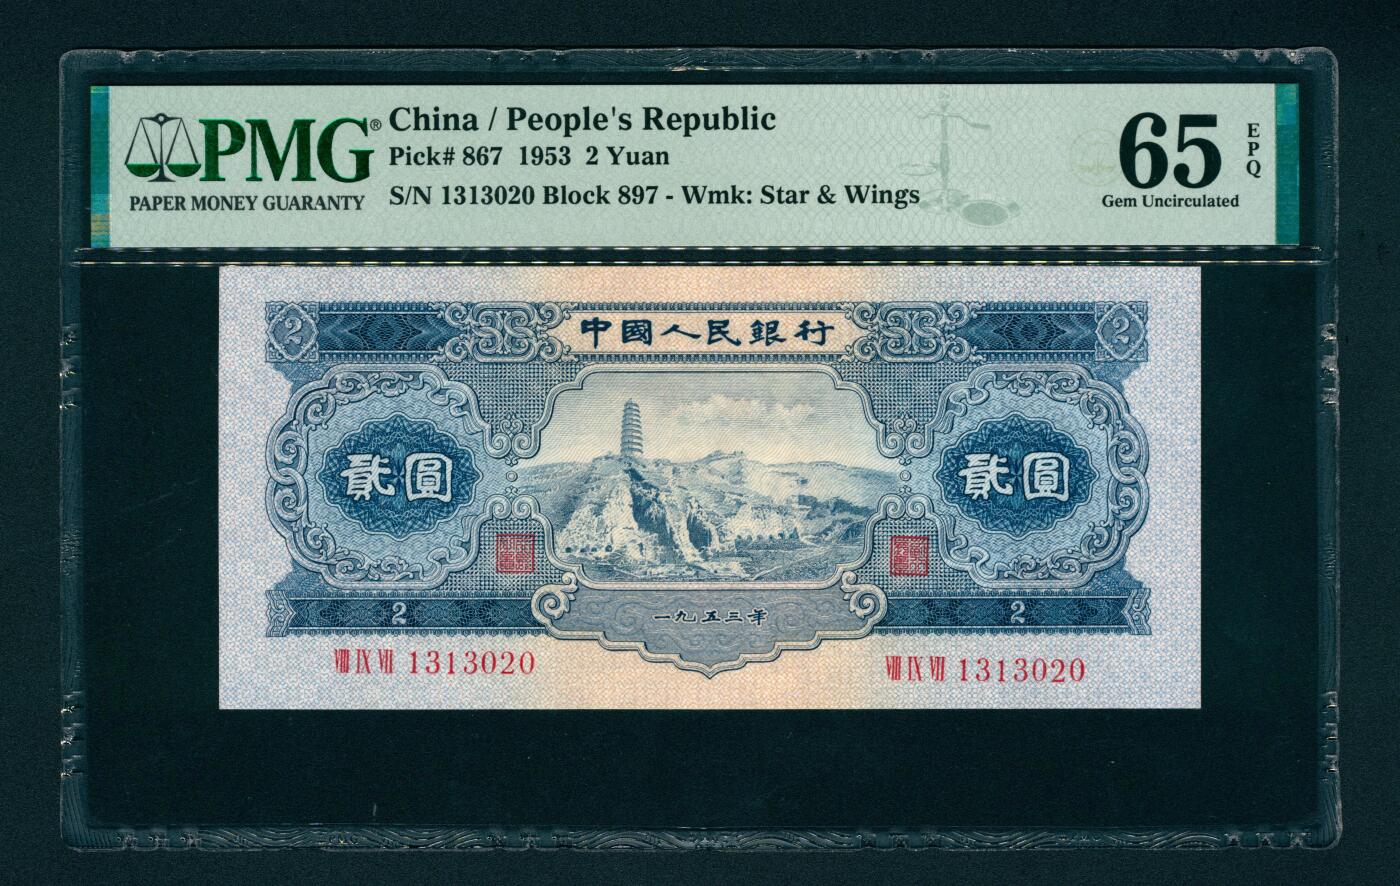 PMG®
PAPER MONEY GUARANTY
China / People's Republic
Pick# 867 1953 2 Yuan
S/N 1313020 Block 897 - Wmk: Star & Wings
65
EPQ
Gem Uncirculated
2
中國人民銀行
2
貳圓
貳圓
2
一九五三年
2
VIII IX VII 1313020
VIII IX VII 1313020